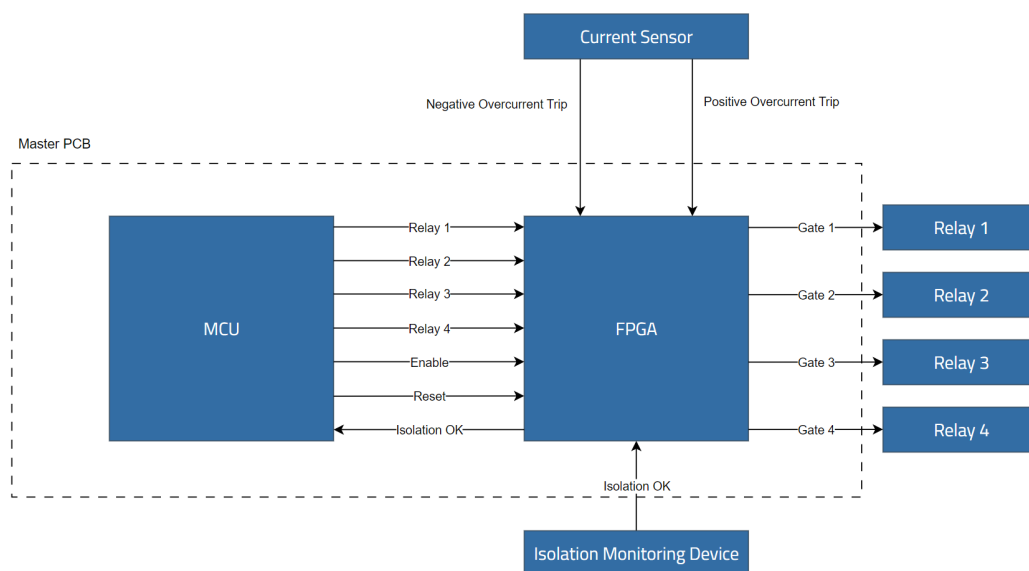 Current Sensor
Negative Overcurrent Trip
Positive Overcurrent Trip
Master PCB
MCU
Relay 1
Relay 2
Relay 3
Relay 4
Enable
Reset
Isolation OK
FPGA
Gate 1
Gate 2
Gate 3
Gate 4
Relay 1
Relay 2
Relay 3
Relay 4
Isolation OK
Isolation Monitoring Device